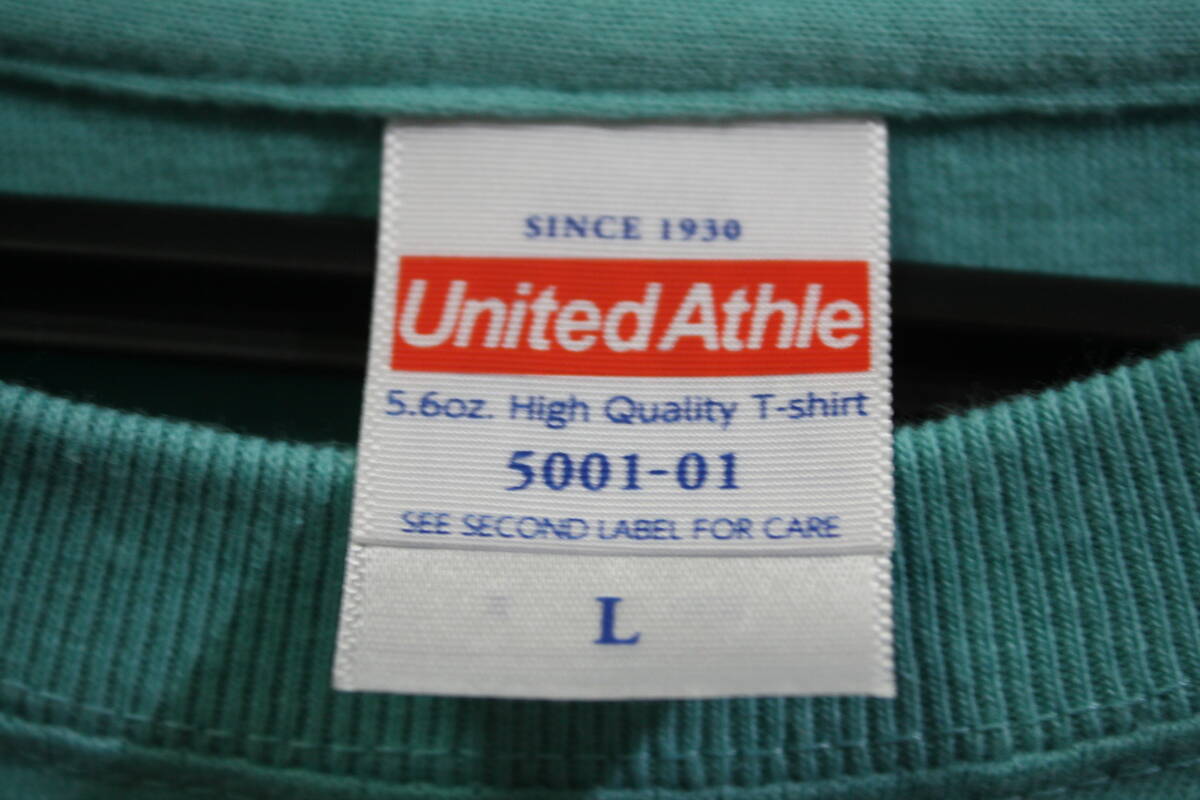 SINCE 1930
United Athle
5.6oz. High Quality T-shirt
5001-01
SEE SECOND LABEL FOR CARE
L